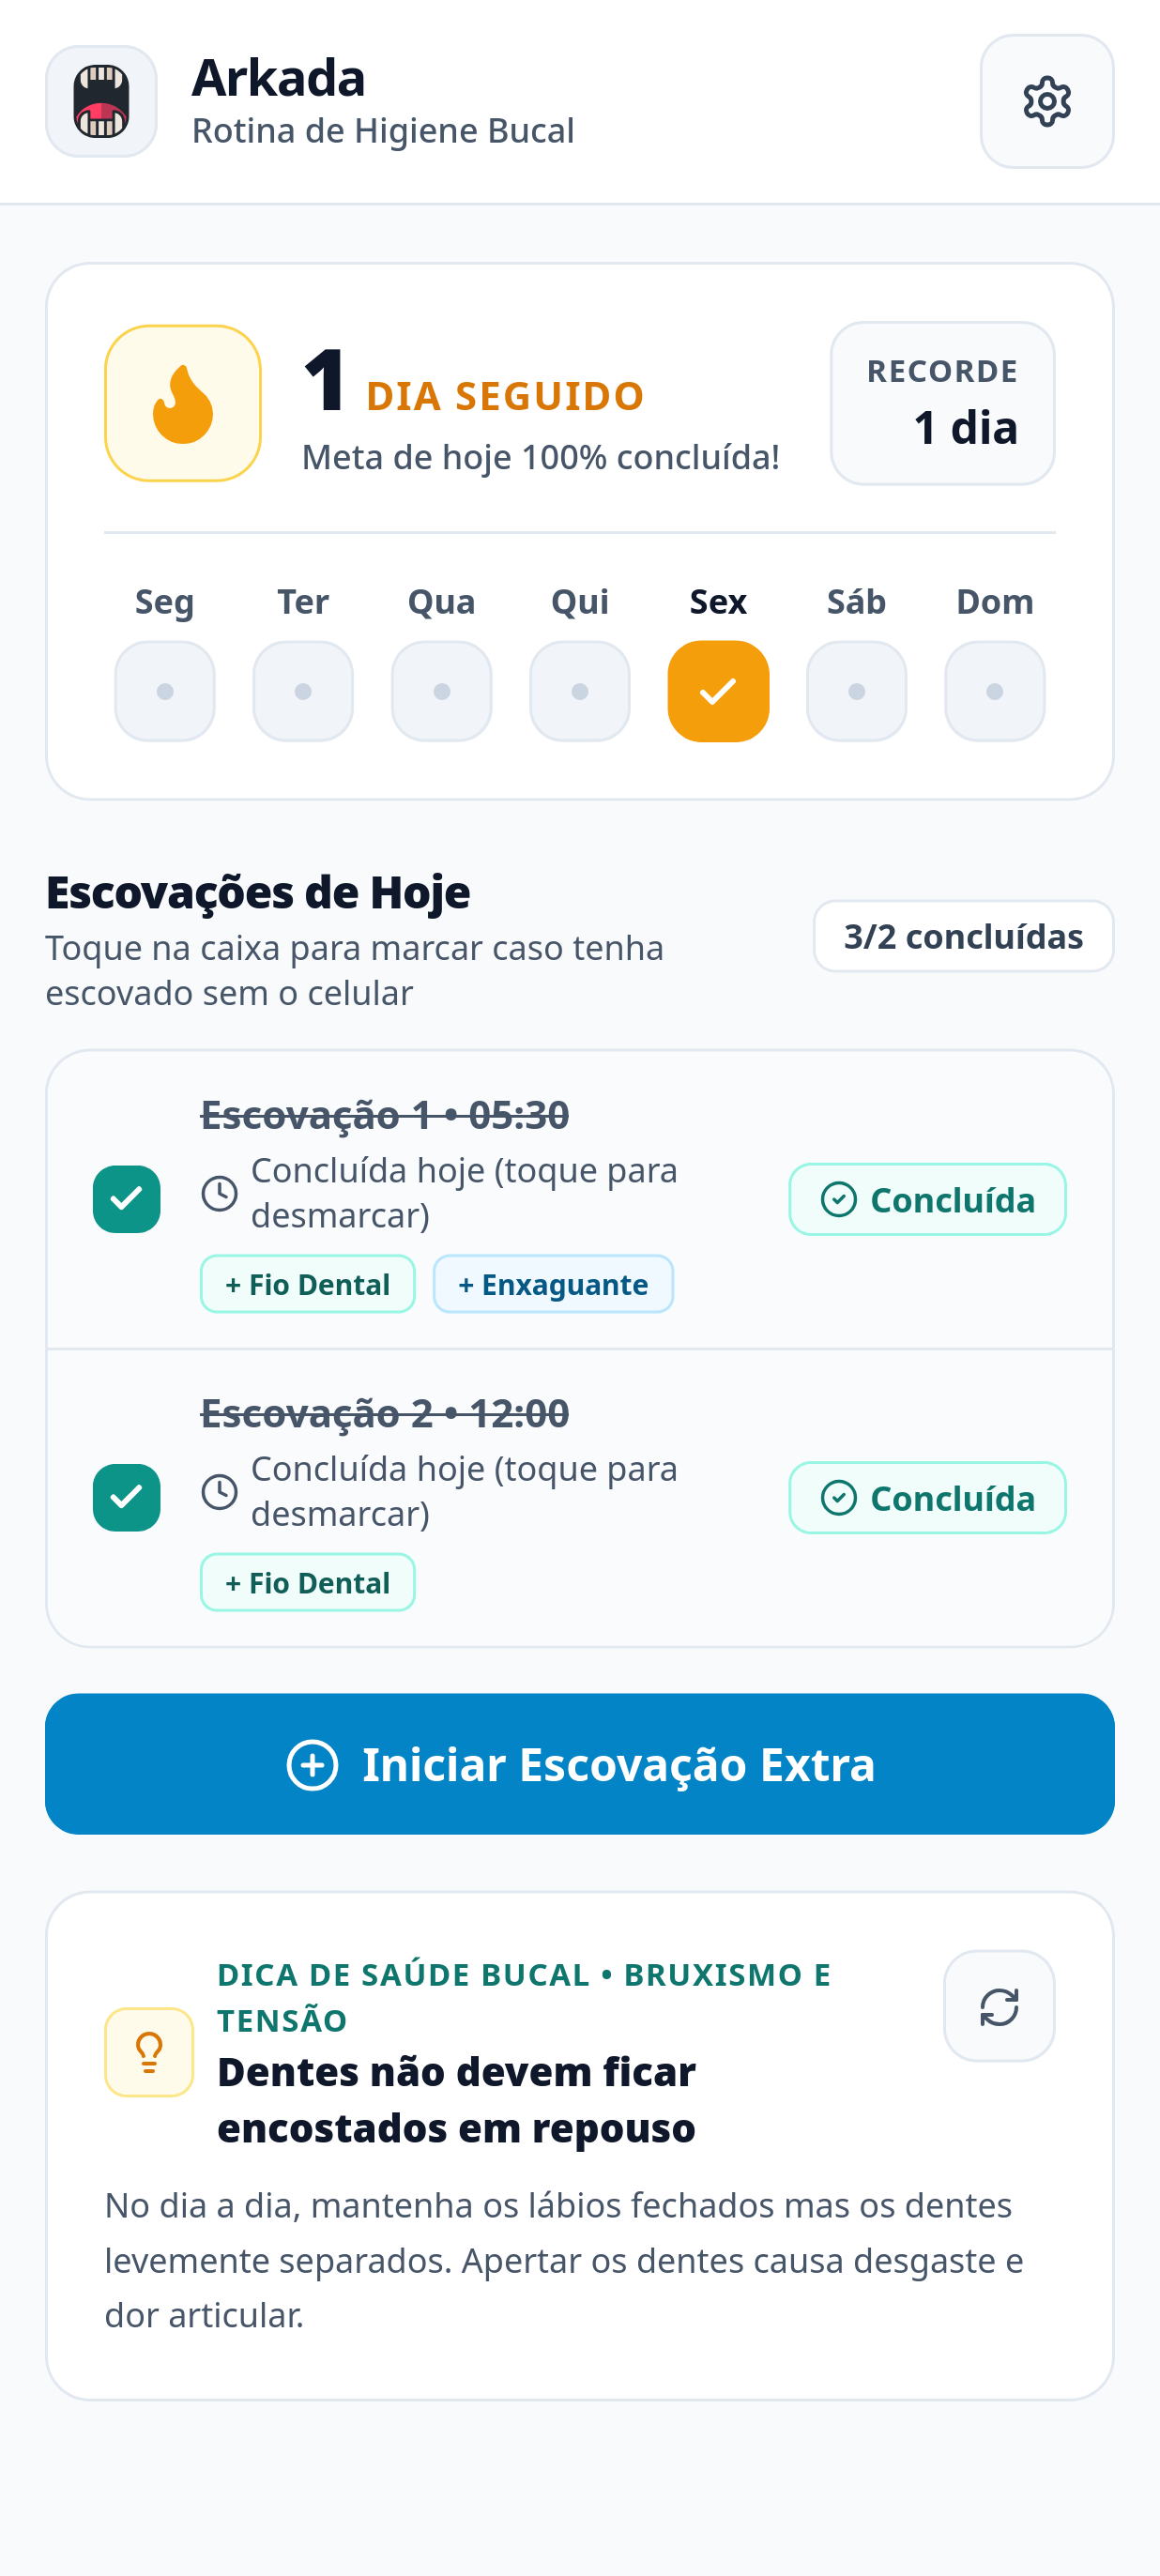 Arkada
Rotina de Higiene Bucal
1 DIA SEGUIDO
Meta de hoje 100% concluída!
RECORDE
1 dia
Seg Ter Qua Qui Sex Sáb Dom
Escovações de Hoje
Toque na caixa para marcar caso tenha
escovado sem o celular
3/2 concluídas
Escovação 1 • 05:30
Concluída hoje (toque para
desmarcar)
+ Fio Dental + Enxaguante
Concluída
Escovação 2 • 12:00
Concluída hoje (toque para
desmarcar)
+ Fio Dental
Concluída
Iniciar Escovação Extra
DICA DE SAÚDE BUCAL • BRUXISMO E
TENSÃO
Dentes não devem ficar
encostados em repouso
No dia a dia, mantenha os lábios fechados mas os dentes
levemente separados. Apertar os dentes causa desgaste e
dor articular.